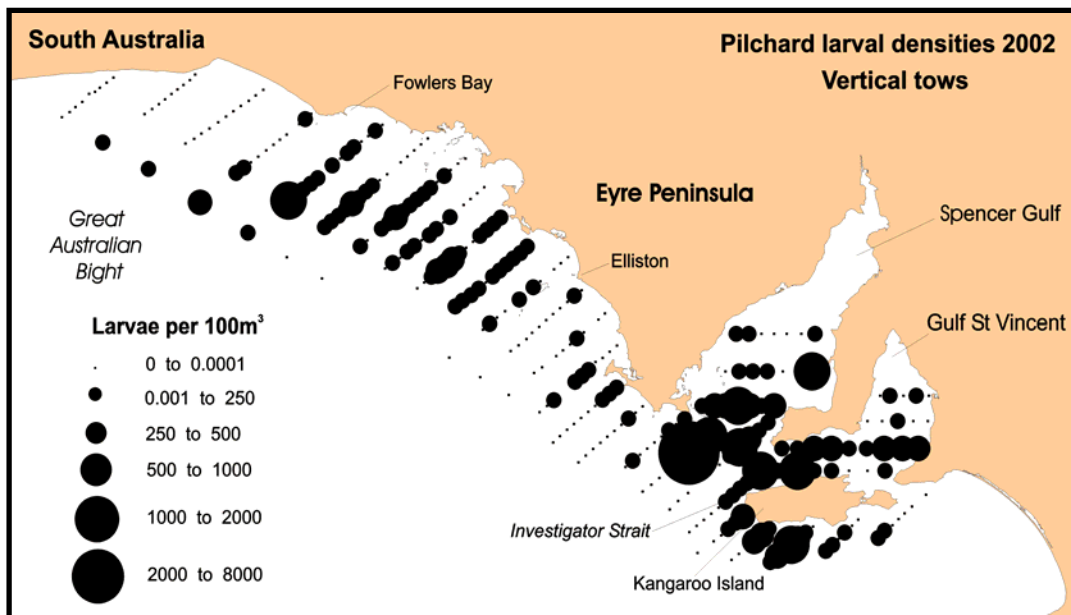 South Australia
Pilchard larval densities 2002
Vertical tows
Fowlers Bay
Eyre Peninsula
Spencer Gulf
Great
Australian
Bight
Elliston
Gulf St Vincent
Larvae per 100m³
0 to 0.0001
0.001 to 250
250 to 500
500 to 1000
1000 to 2000
2000 to 8000
Investigator Strait
Kangaroo Island